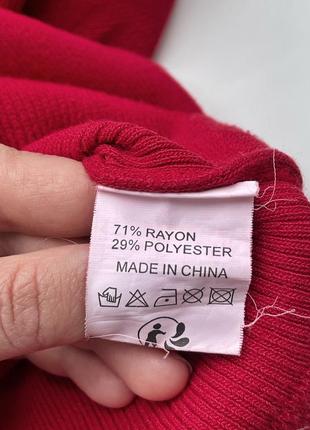 71% RAYON
29% POLYESTER
MADE IN CHINA